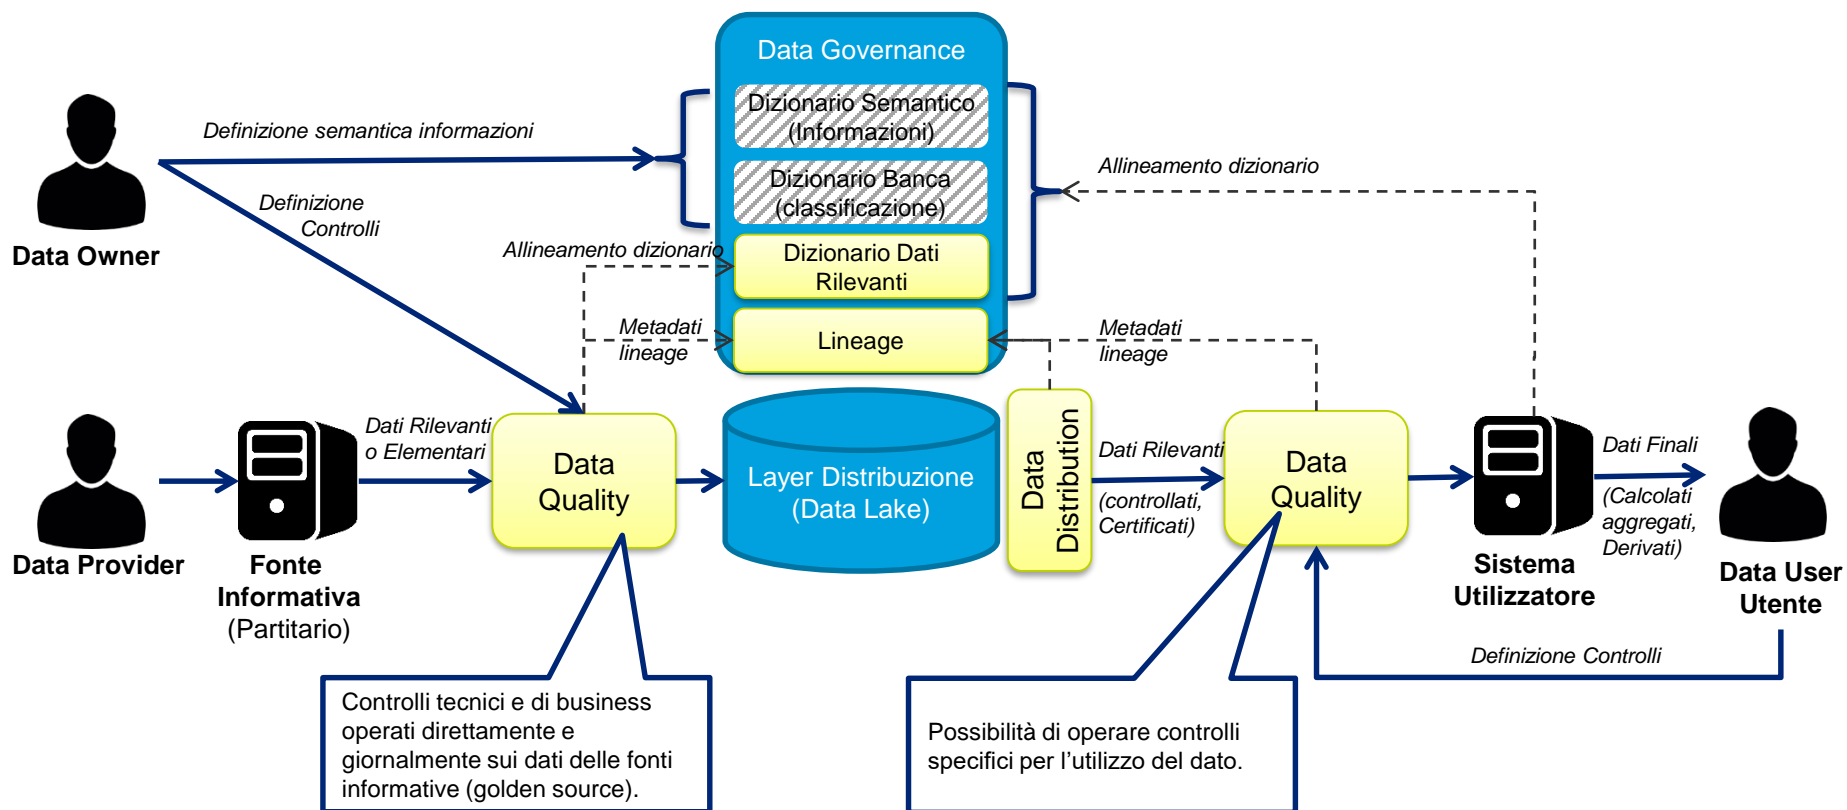 Data Governance
Dizionario Semantico
(Informazioni)
Dizionario Banca
(classificazione)
Dizionario Dati
Rilevanti
Lineage
Definizione semantica informazioni
Definizione
Controlli
Data Owner
Allineamento dizionario
Metadati
lineage
Allineamento dizionario
Metadati
lineage
Data Provider
Fonte
Informativa
(Partitario)
Dati Rilevanti
o Elementari
Data
Quality
Layer Distribuzione
(Data Lake)
Data
Distribution
Dati Rilevanti
(controllati,
Certificati)
Data
Quality
Sistema
Utilizzatore
Dati Finali
(Calcolati
aggregati,
Derivati)
Data User
Utente
Definizione Controlli
Controlli tecnici e di business
operati direttamente e
giornalmente sui dati delle fonti
informative (golden source).
Possibilità di operare controlli
specifici per l’utilizzo del dato.